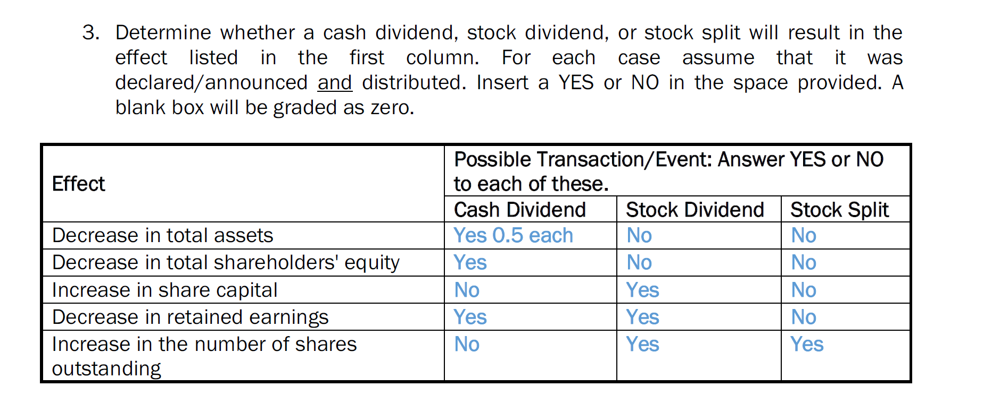 3. Determine whether a cash dividend, stock dividend, or stock split will result in the
effect listed in the first column. For each case assume that it was
declared/announced and distributed. Insert a YES or NO in the space provided. A
blank box will be graded as zero.
Effect
Possible Transaction/Event: Answer YES or NO
to each of these.
Cash Dividend Stock Dividend Stock Split
Decrease in total assets Yes 0.5 each No No
Decrease in total shareholders' equity Yes No No
Increase in share capital No Yes No
Decrease in retained earnings Yes Yes No
Increase in the number of shares No Yes Yes
outstanding